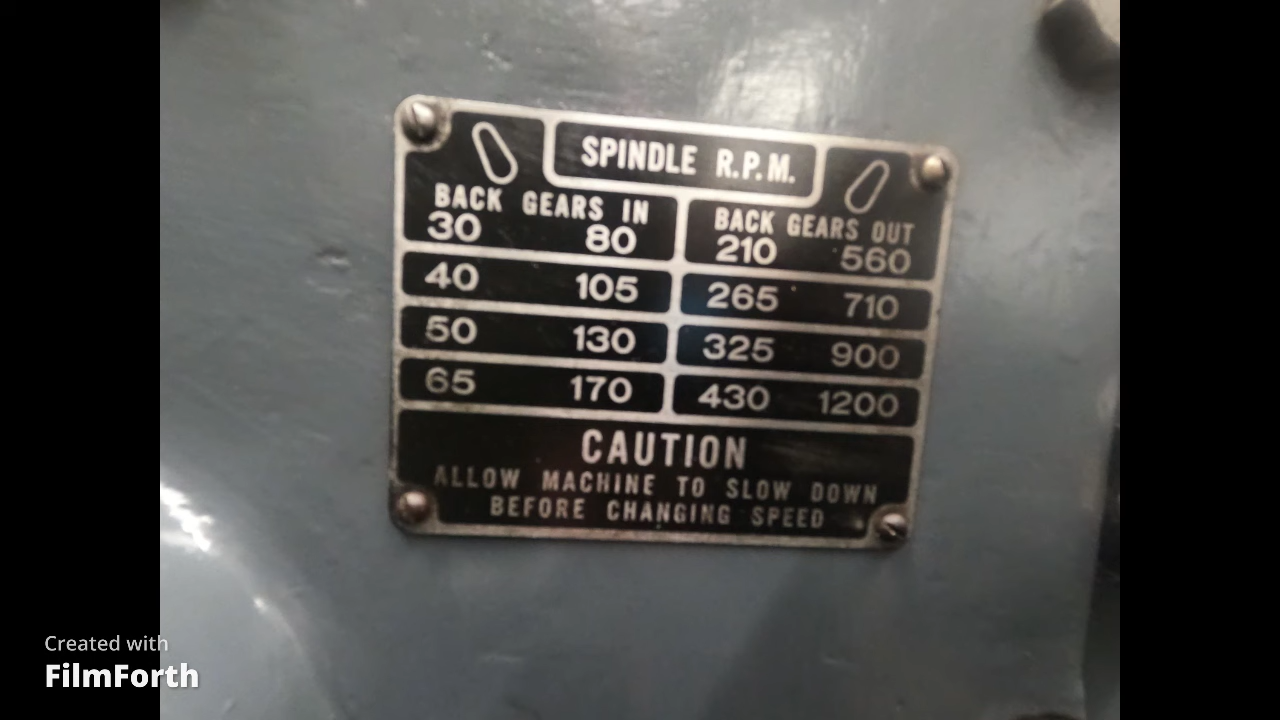 SPINDLE R.P.M.
BACK GEARS IN
BACK GEARS OUT
30 80 210 560
40 105 265 710
50 130 325 900
65 170 430 1200
CAUTION
ALLOW MACHINE TO SLOW DOWN
BEFORE CHANGING SPEED
Created with
FilmForth